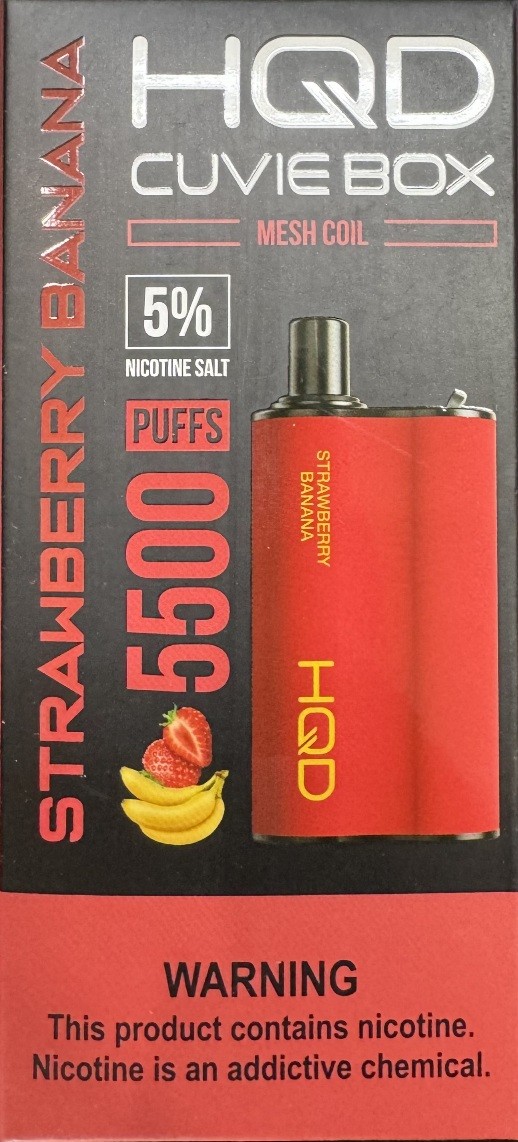 STRAWBERRY BANANA
HQD
CUVIE BOX
MESH COIL
5%
NICOTINE SALT
PUFFS
5500
STRAWBERRY
BANANA
HQD
WARNING
This product contains nicotine.
Nicotine is an addictive chemical.